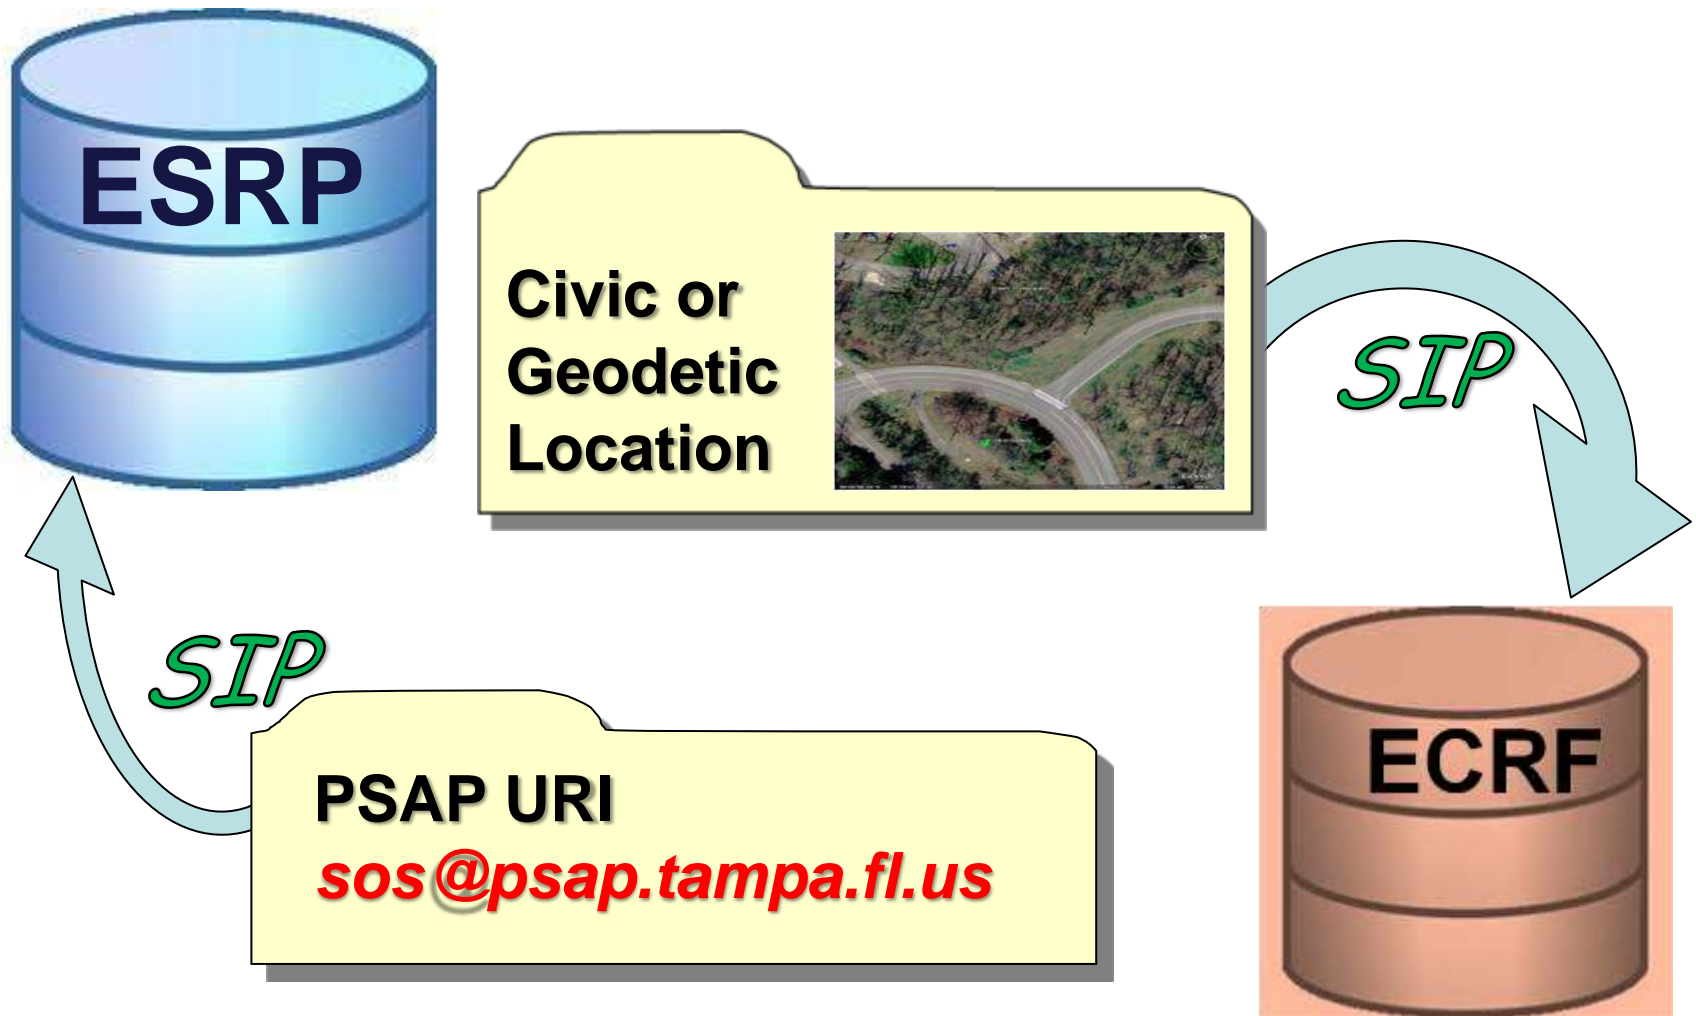 ESRP
Civic or
Geodetic
Location
SIP
SIP
PSAP URI
sos@psap.tampa.fl.us
ECRF